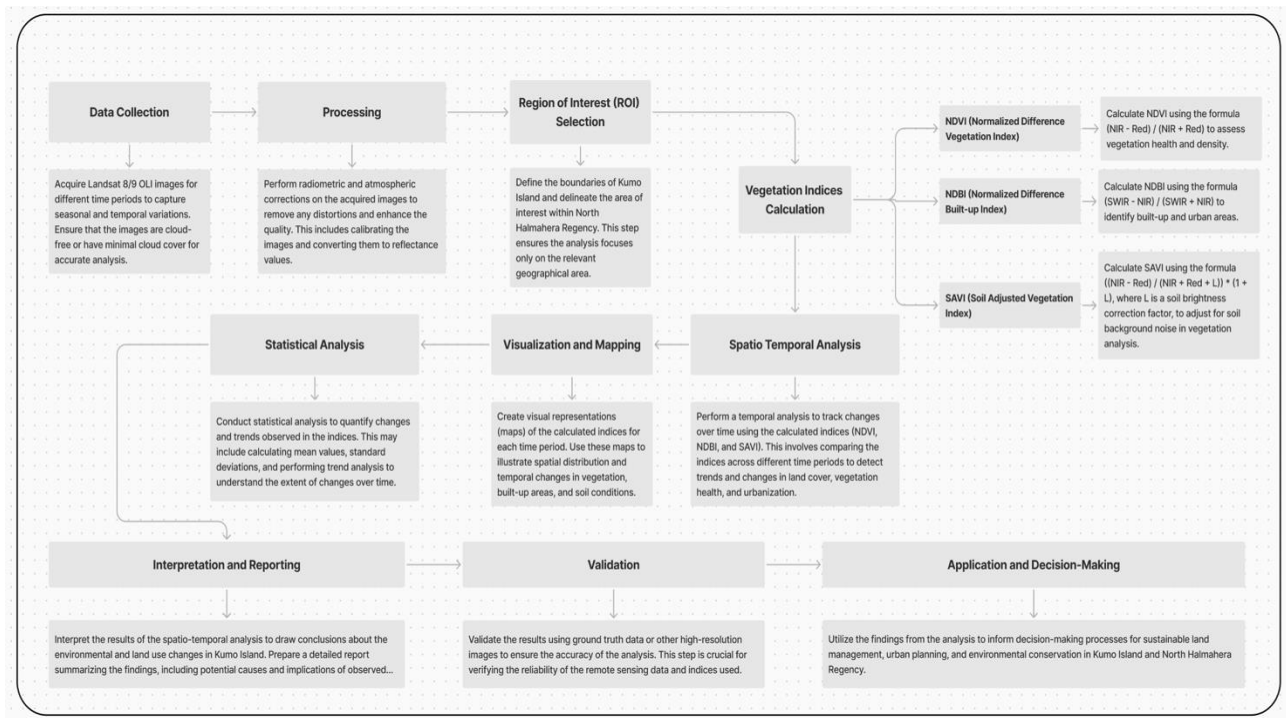 Data Collection
Processing
Region of Interest (ROI)
Selection
Acquire Landsat 8/9 OLI images for
different time periods to capture
seasonal and temporal variations.
Ensure that the images are cloud-
free or have minimal cloud cover for
accurate analysis.
Perform radiometric and atmospheric
corrections on the acquired images to
remove any distortions and enhance the
quality. This includes calibrating the
images and converting them to reflectance
values.
Define the boundaries of Kumo
Island and delineate the area of
interest within North
Halmahera Regency. This step
ensures the analysis focuses
only on the relevant
geographical area.
Vegetation Indices
Calculation
NDVI (Normalized Difference
Vegetation Index)
Calculate NDVI using the formula
(NIR - Red) / (NIR + Red) to assess
vegetation health and density.
NDBI (Normalized Difference
Built-up Index)
Calculate NDBI using the formula
(SWIR - NIR) / (SWIR + NIR) to
identify built-up and urban areas.
SAVI (Soil Adjusted Vegetation
Index)
Calculate SAVI using the formula
((NIR - Red) / (NIR + Red + L)) * (1 +
L), where L is a soil brightness
correction factor, to adjust for soil
background noise in vegetation
analysis.
Statistical Analysis
Visualization and Mapping
Spatio Temporal Analysis
Conduct statistical analysis to quantify changes
and trends observed in the indices. This may
include calculating mean values, standard
deviations, and performing trend analysis to
understand the extent of changes over time.
Create visual representations
(maps) of the calculated indices for
each time period. Use these maps to
illustrate spatial distribution and
temporal changes in vegetation,
built-up areas, and soil conditions.
Perform a temporal analysis to track changes
over time using the calculated indices (NDVI,
NDBI, and SAVI). This involves comparing the
indices across different time periods to detect
trends and changes in land cover, vegetation
health, and urbanization.
Interpretation and Reporting
Validation
Application and Decision-Making
Interpret the results of the spatio-temporal analysis to draw conclusions about the
environmental and land use changes in Kumo Island. Prepare a detailed report
summarizing the findings, including potential causes and implications of observed...
Validate the results using ground truth data or other high-resolution
images to ensure the accuracy of the analysis. This step is crucial for
verifying the reliability of the remote sensing data and indices used.
Utilize the findings from the analysis to inform decision-making processes for sustainable land
management, urban planning, and environmental conservation in Kumo Island and North Halmahera
Regency.